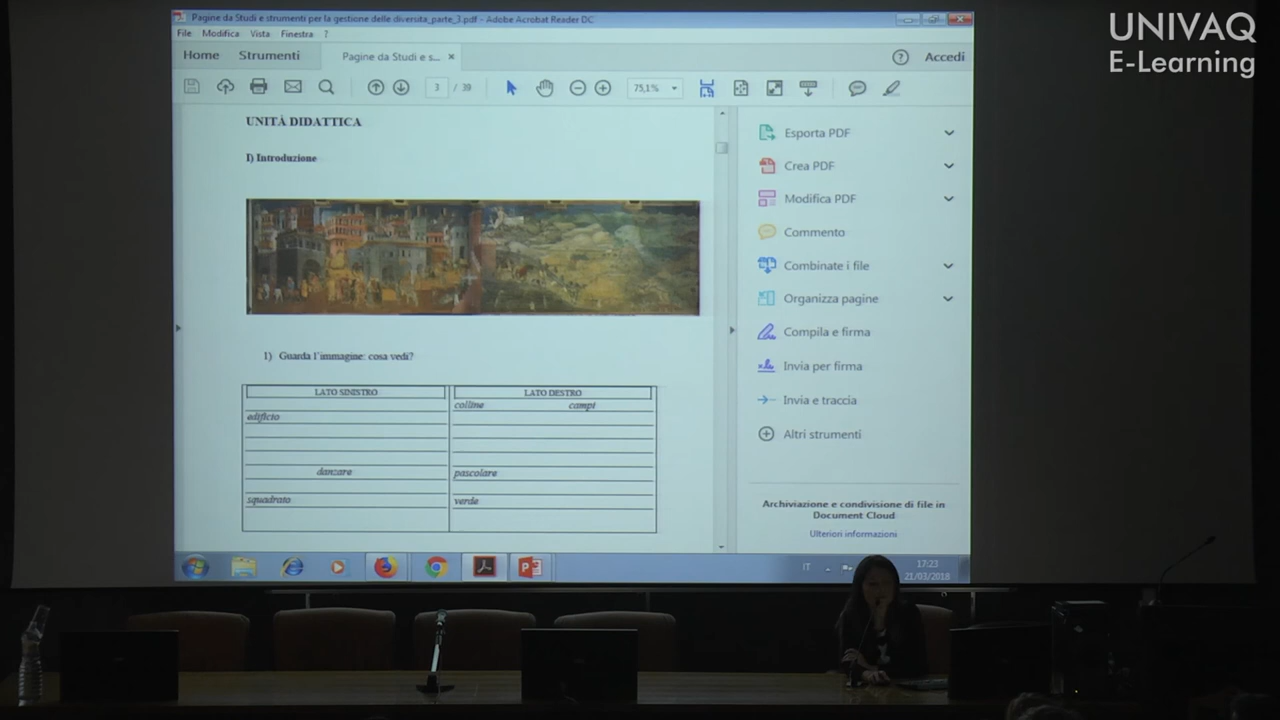 Pagine da Studi e strumenti per la gestione delle diversita_parte_3.pdf - Adobe Acrobat Reader DC
UNIVAQ
E-Learning
File Modifica Vista Finestra ?
Home Strumenti Pagine da Studi e s... × ? Accedi
3 / 39 75,1%
UNITÀ DIDATTICA
I) Introduzione
1) Guarda l'immagine: cosa vedi?
LATO SINISTRO LATO DESTRO
colline campi
edificio
danzare pascolare
squadrato verde
Esporta PDF
Crea PDF
Modifica PDF
Commento
Combinate i file
Organizza pagine
Compila e firma
Invia per firma
Invia e traccia
Altri strumenti
Archiviazione e condivisione di file in
Document Cloud
Ulteriori informazioni
IT 17:23
21/03/2018